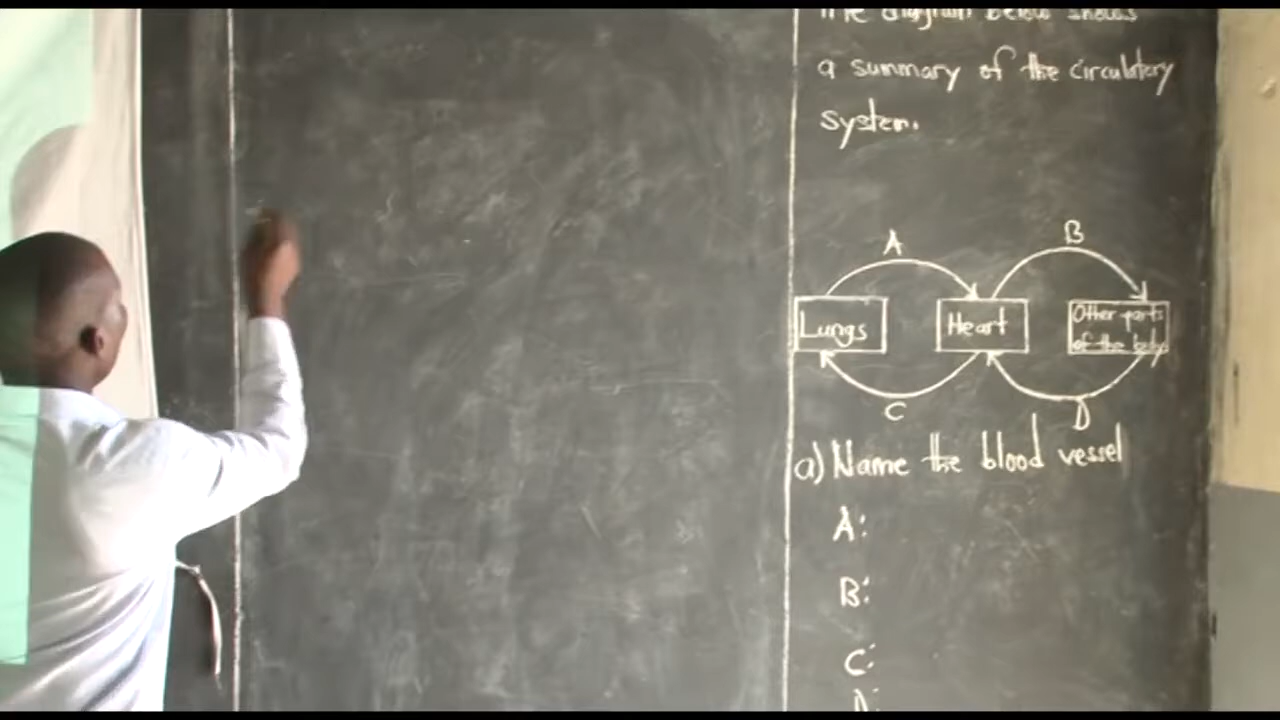 The diagram below shows
a summary of the circulatory
system.
A
B
Lungs
Heart
Other parts
of the body
C
D
a) Name the blood vessel
A:
B:
C:
D: